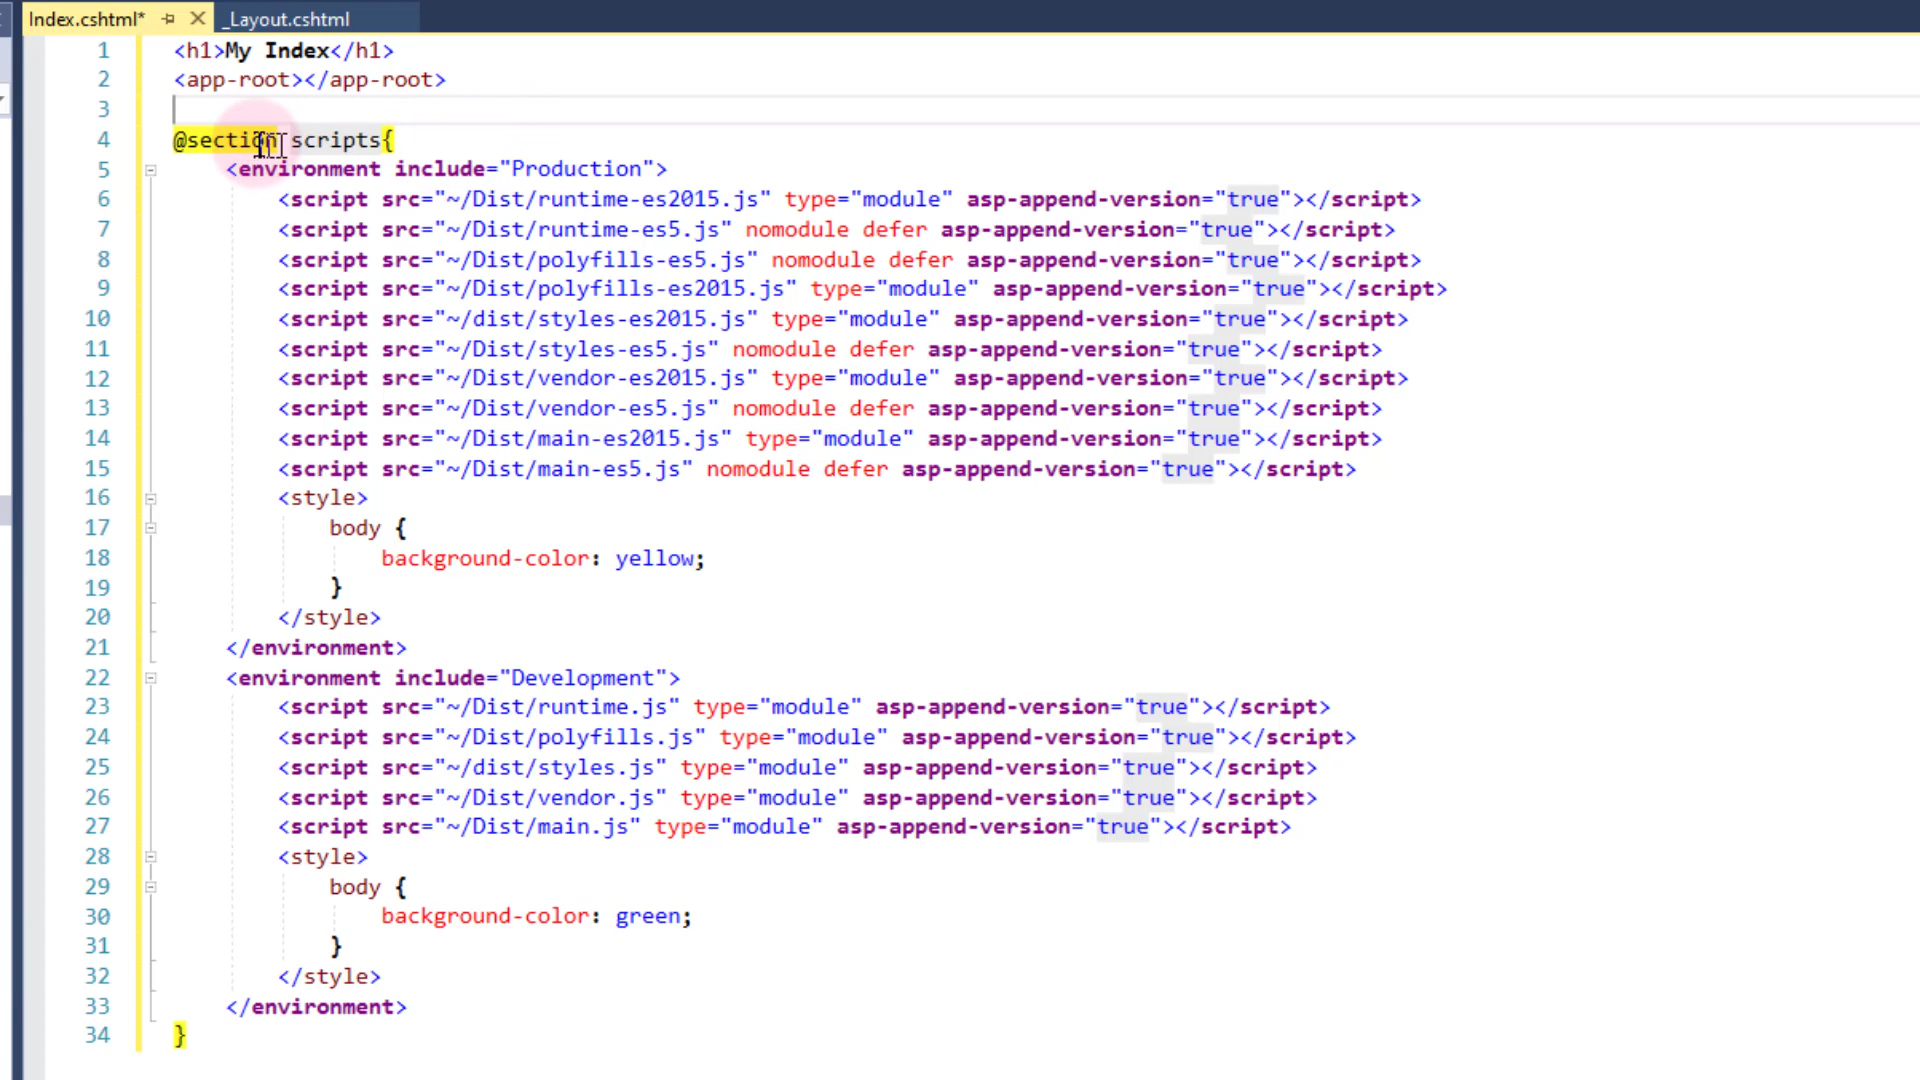 Index.cshtml*
_Layout.cshtml
1 <h1>My Index</h1>
2 <app-root></app-root>
3
4 @section scripts{
5 <environment include="Production">
6 <script src="~/Dist/runtime-es2015.js" type="module" asp-append-version="true"></script>
7 <script src="~/Dist/runtime-es5.js" nomodule defer asp-append-version="true"></script>
8 <script src="~/Dist/polyfills-es5.js" nomodule defer asp-append-version="true"></script>
9 <script src="~/Dist/polyfills-es2015.js" type="module" asp-append-version="true"></script>
10 <script src="~/dist/styles-es2015.js" type="module" asp-append-version="true"></script>
11 <script src="~/Dist/styles-es5.js" nomodule defer asp-append-version="true"></script>
12 <script src="~/Dist/vendor-es2015.js" type="module" asp-append-version="true"></script>
13 <script src="~/Dist/vendor-es5.js" nomodule defer asp-append-version="true"></script>
14 <script src="~/Dist/main-es2015.js" type="module" asp-append-version="true"></script>
15 <script src="~/Dist/main-es5.js" nomodule defer asp-append-version="true"></script>
16 <style>
17 body {
18 background-color: yellow;
19 }
20 </style>
21 </environment>
22 <environment include="Development">
23 <script src="~/Dist/runtime.js" type="module" asp-append-version="true"></script>
24 <script src="~/Dist/polyfills.js" type="module" asp-append-version="true"></script>
25 <script src="~/dist/styles.js" type="module" asp-append-version="true"></script>
26 <script src="~/Dist/vendor.js" type="module" asp-append-version="true"></script>
27 <script src="~/Dist/main.js" type="module" asp-append-version="true"></script>
28 <style>
29 body {
30 background-color: green;
31 }
32 </style>
33 </environment>
34 }